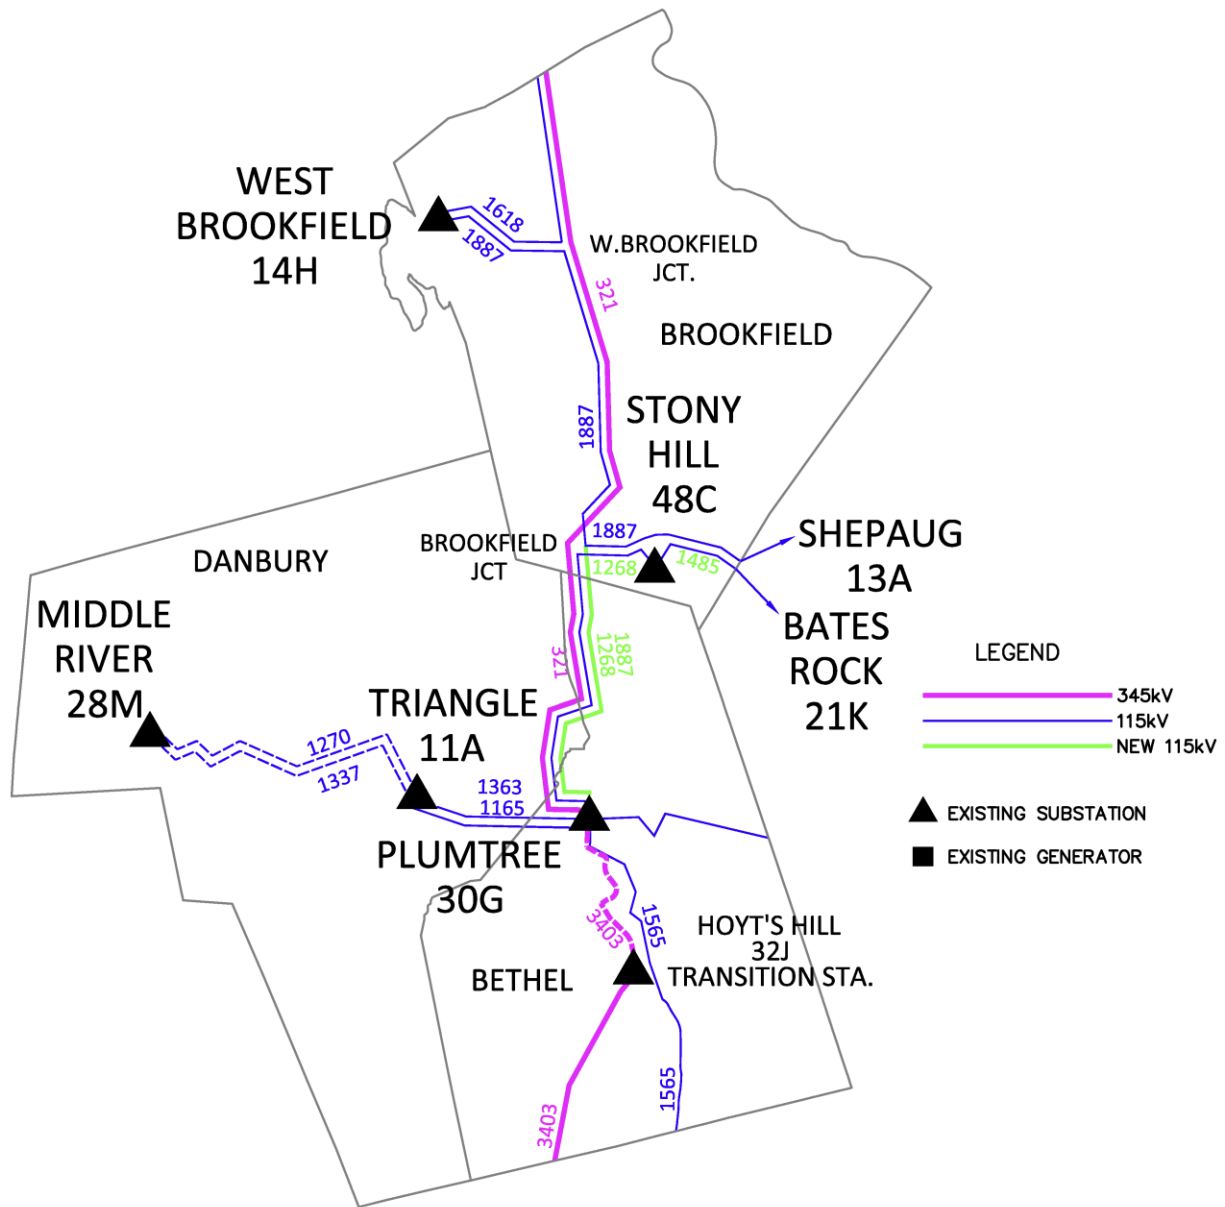 WEST
BROOKFIELD
14H
1618
1887
W.BROOKFIELD
JCT.
321
BROOKFIELD
1887
STONY
HILL
48C
1887
1268
1485
BROOKFIELD
JCT
SHEPAUG
13A
BATES
ROCK
21K
DANBURY
MIDDLE
RIVER
28M
1887
1268
321
TRIANGLE
11A
1270
1337
1363
1165
PLUMTREE
30G
3403
1565
HOYT'S HILL
32J
TRANSITION STA.
BETHEL
3403
1565
LEGEND
345kV
115kV
NEW 115kV
EXISTING SUBSTATION
EXISTING GENERATOR